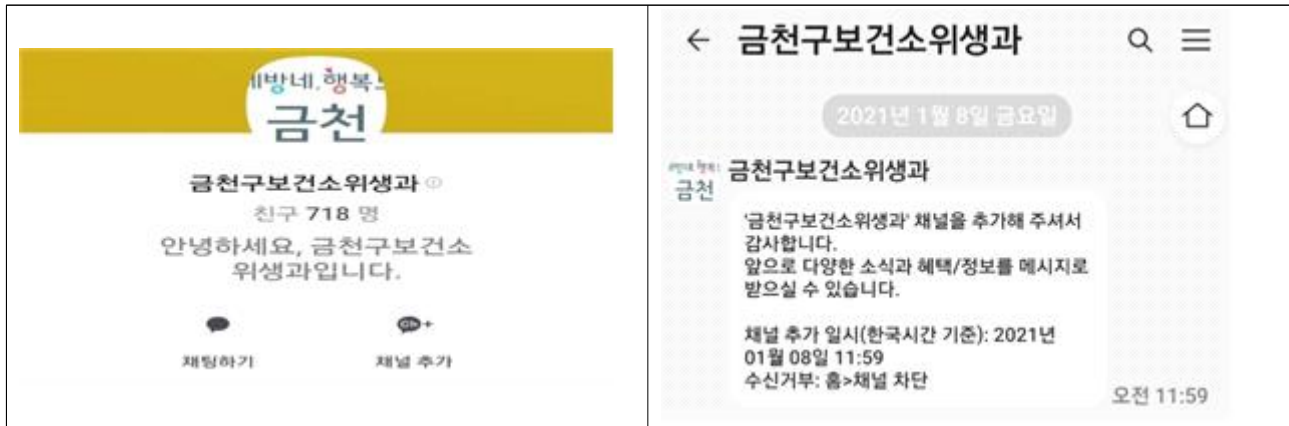 금천
금천구보건소위생과
친구 718 명
안녕하세요, 금천구보건소
위생과입니다.
Ch+
채팅하기
채널 추가
금천구보건소위생과
2021년 1월 8일 금요일
금천
금천구보건소위생과
'금천구보건소위생과' 채널을 추가해 주셔서
감사합니다.
앞으로 다양한 소식과 혜택/정보를 메시지로
받으실 수 있습니다.
채널 추가 일시(한국시간 기준): 2021년
01월 08일 11:59
수신거부: 홈>채널 차단
오전 11:59